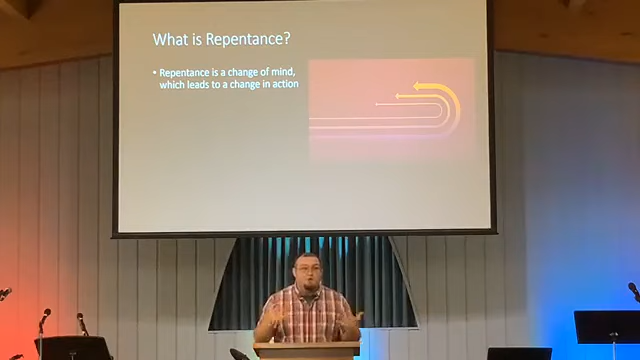 What is Repentance?
• Repentance is a change of mind,
which leads to a change in action